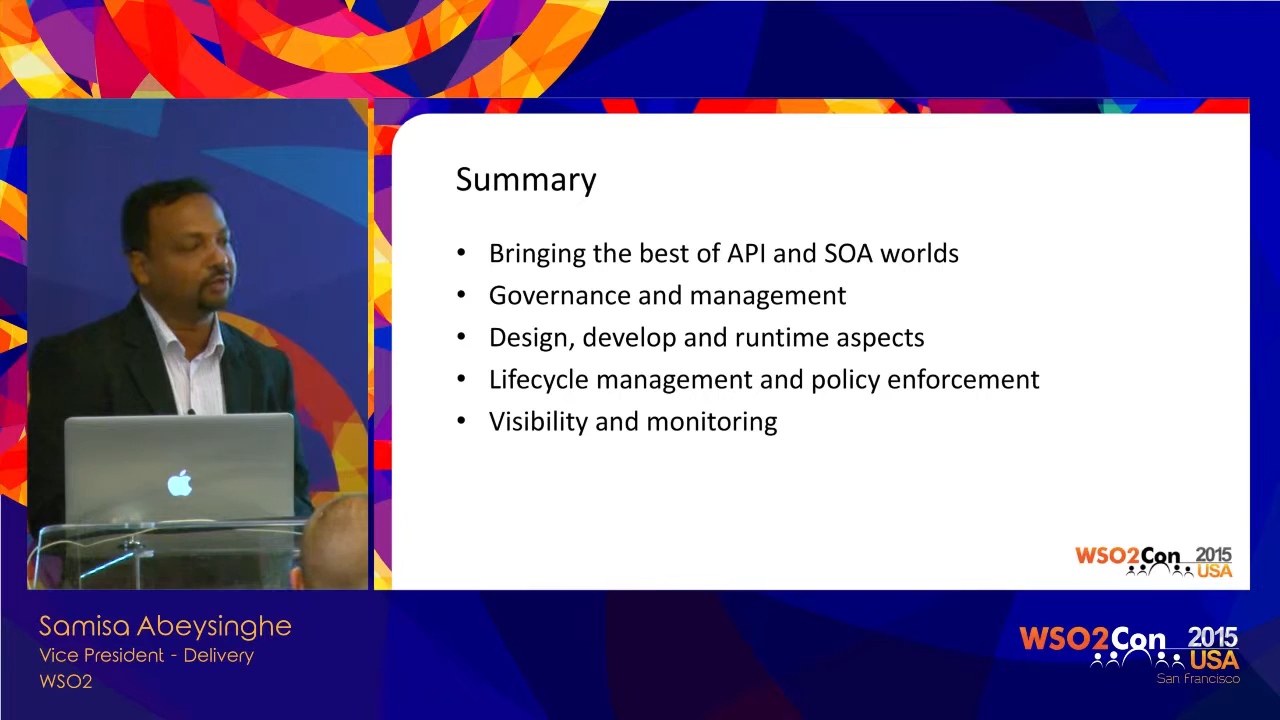 Summary
• Bringing the best of API and SOA worlds
• Governance and management
• Design, develop and runtime aspects
• Lifecycle management and policy enforcement
• Visibility and monitoring
WSO2Con 2015
USA
Samisa Abeysinghe
Vice President - Delivery
WSO2
WSO2Con 2015
USA
San Francisco